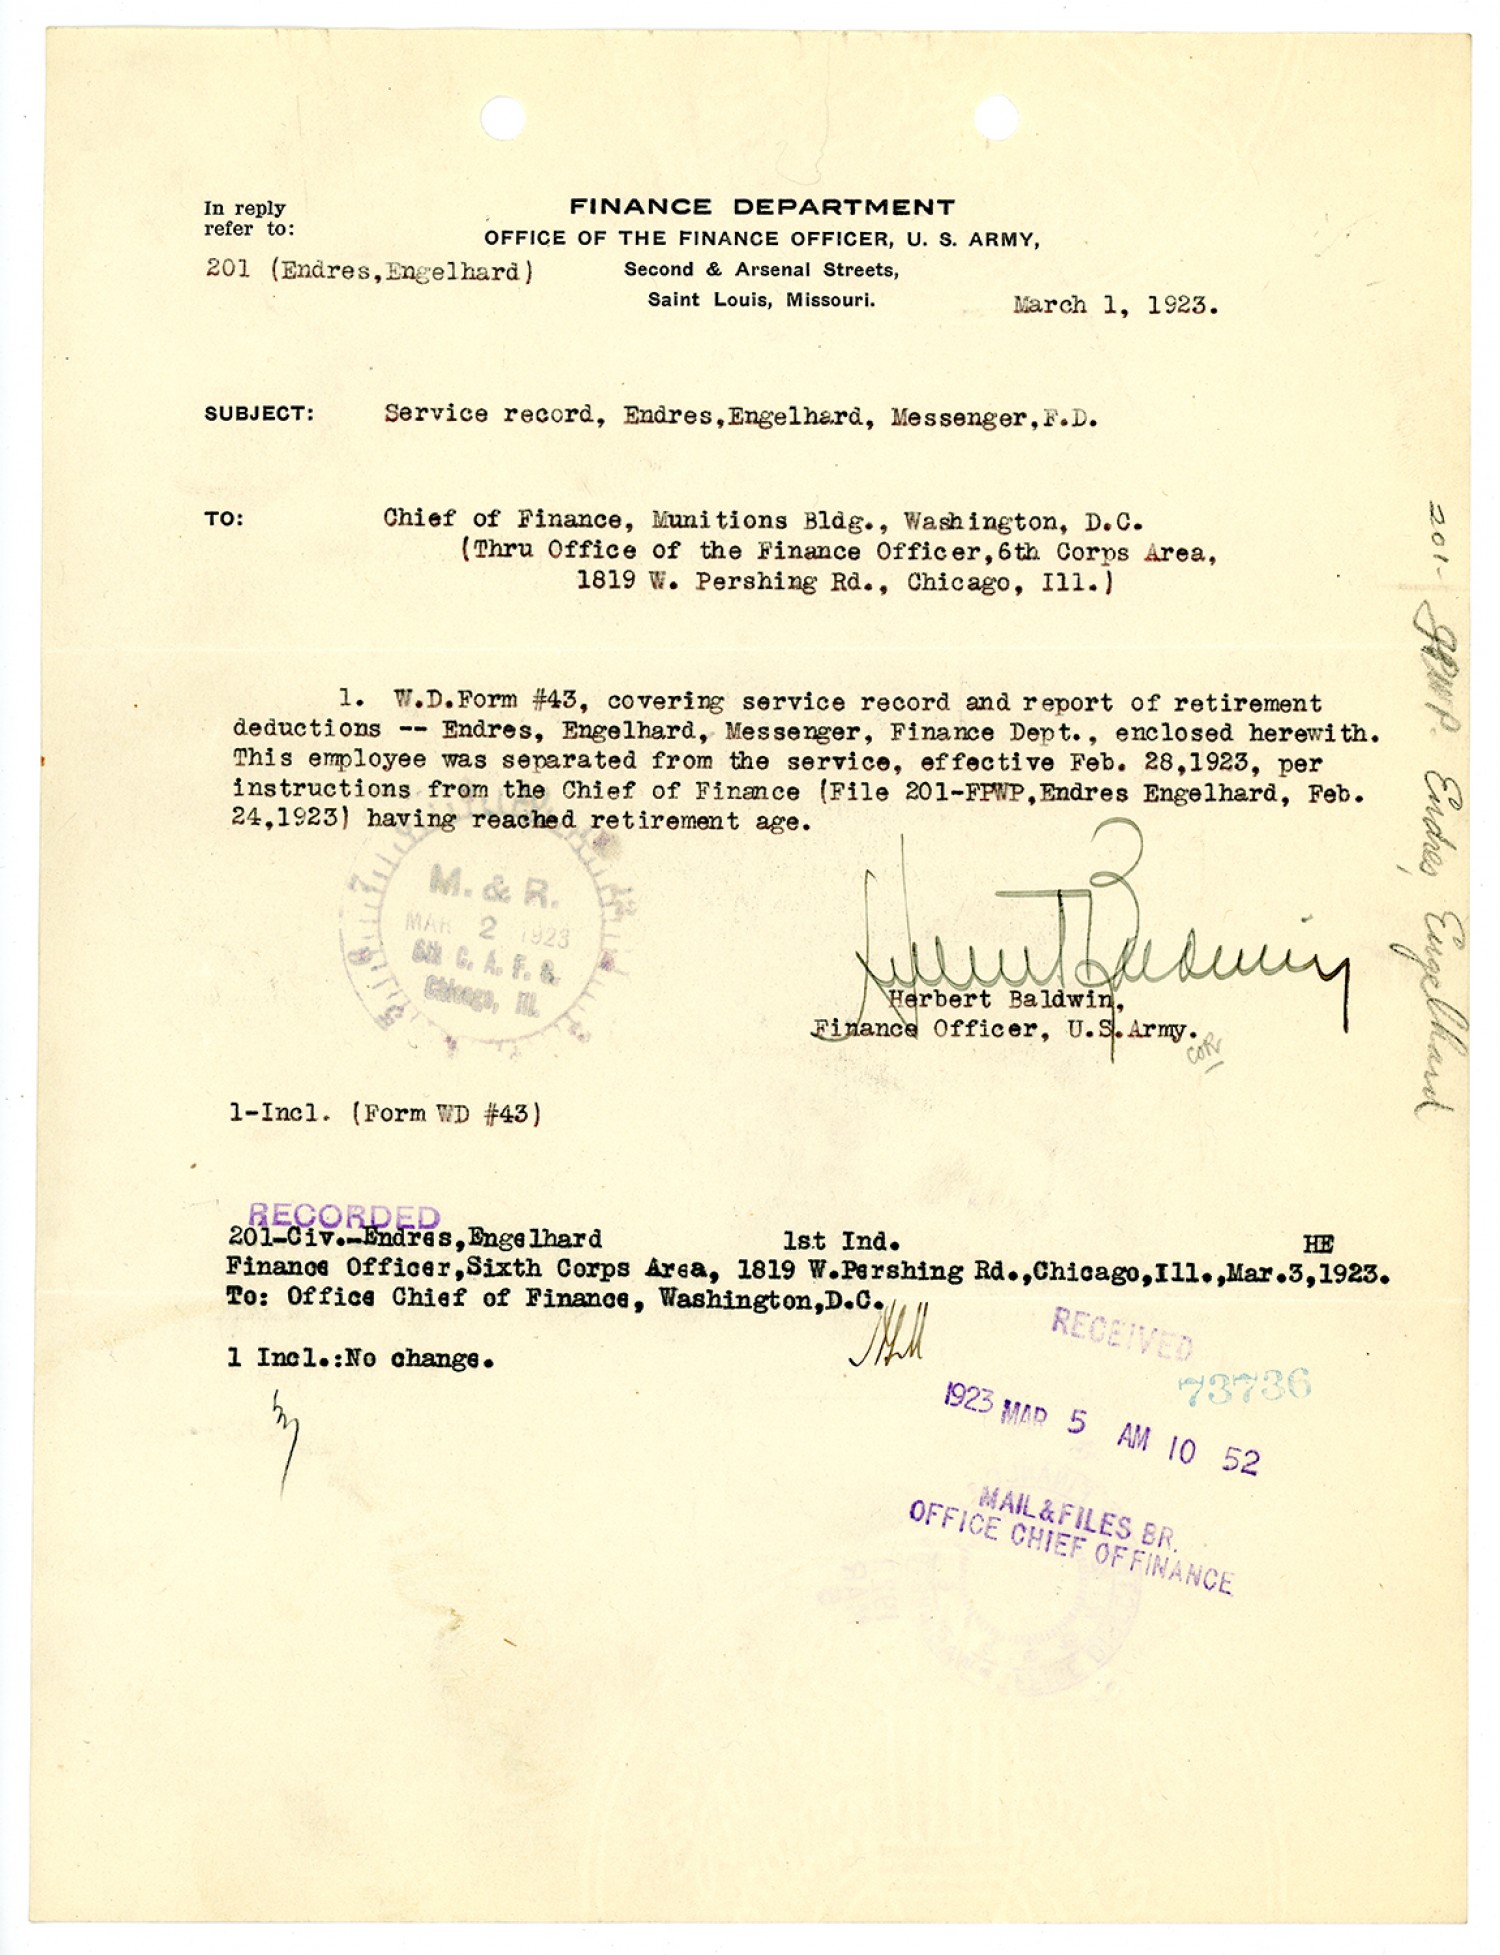 In reply
refer to:
201 (Endres,Engelhard)
FINANCE DEPARTMENT
OFFICE OF THE FINANCE OFFICER, U. S. ARMY,
Second & Arsenal Streets,
Saint Louis, Missouri.
March 1, 1923.
SUBJECT: Service record, Endres,Engelhard, Messenger,F.D.
TO: Chief of Finance, Munitions Bldg., Washington, D.C.
(Thru Office of the Finance Officer,6th Corps Area,
1819 W. Pershing Rd., Chicago, Ill.)
1. W.D.Form #43, covering service record and report of retirement
deductions -- Endres, Engelhard, Messenger, Finance Dept., enclosed herewith.
This employee was separated from the service, effective Feb. 28,1923, per
instructions from the Chief of Finance (File 201-FPWP,Endres Engelhard, Feb.
24,1923) having reached retirement age.
M. & R.
MAR 2 1923
6th C. A. F. O.
Chicago, Ill.
Herbert Baldwin
Herbert Baldwin,
Finance Officer, U.S.Army.
201- FPWP. Endres, Engelhard
1-Incl. (Form WD #43)
RECORDED
201-Civ.-Endres,Engelhard 1st Ind. HE
Finance Officer,Sixth Corps Area, 1819 W.Pershing Rd.,Chicago,Ill.,Mar.3,1923.
To: Office Chief of Finance, Washington,D.C.
1 Incl.:No change.
RECEIVED
73736
1923 MAR 5 AM 10 52
MAIL&FILES BR.
OFFICE CHIEF OF FINANCE